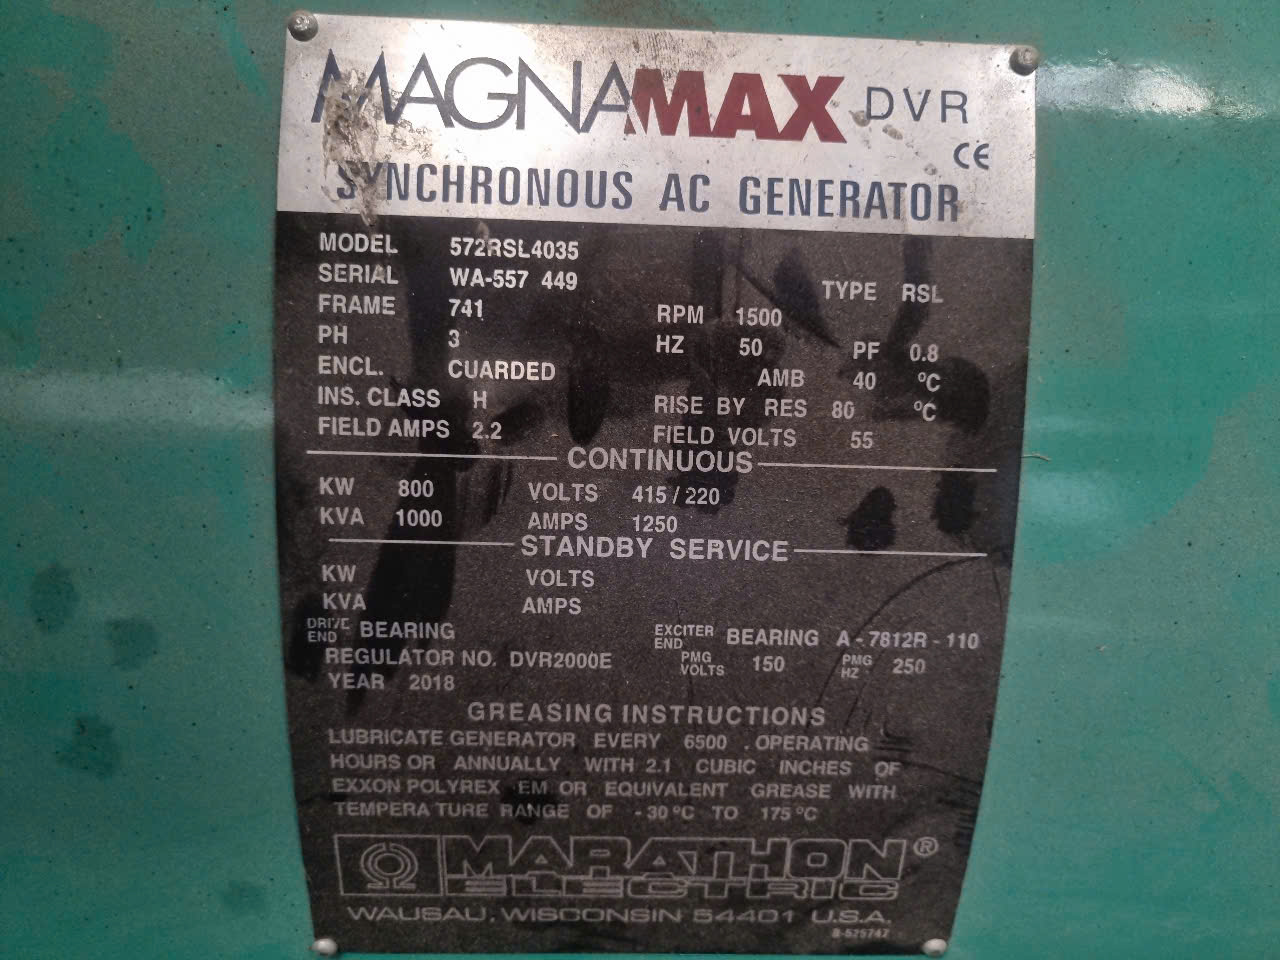 MAGNAMAX DVR
CE
SYNCHRONOUS AC GENERATOR
MODEL 572RSL4035
SERIAL WA-557 449 TYPE RSL
FRAME 741 RPM 1500
PH 3 HZ 50 PF 0.8
ENCL. CUARDED AMB 40 ºC
INS. CLASS H RISE BY RES 80 ºC
FIELD AMPS 2.2 FIELD VOLTS 55
CONTINUOUS
KW 800 VOLTS 415 / 220
KVA 1000 AMPS 1250
STANDBY SERVICE
KW VOLTS
KVA AMPS
DRIVE END BEARING EXCITER END BEARING A - 7812R - 110
REGULATOR NO. DVR2000E PMG VOLTS 150 PMG HZ 250
YEAR 2018
GREASING INSTRUCTIONS
LUBRICATE GENERATOR EVERY 6500 . OPERATING
HOURS OR ANNUALLY WITH 2.1 CUBIC INCHES OF
EXXON POLYREX EM OR EQUIVALENT GREASE WITH
TEMPERA TURE RANGE OF - 30 ºC TO 175 ºC
MARATHON®
ELECTRIC
WAUSAU, WISCONSIN 54401 U.S.A.
B-525747